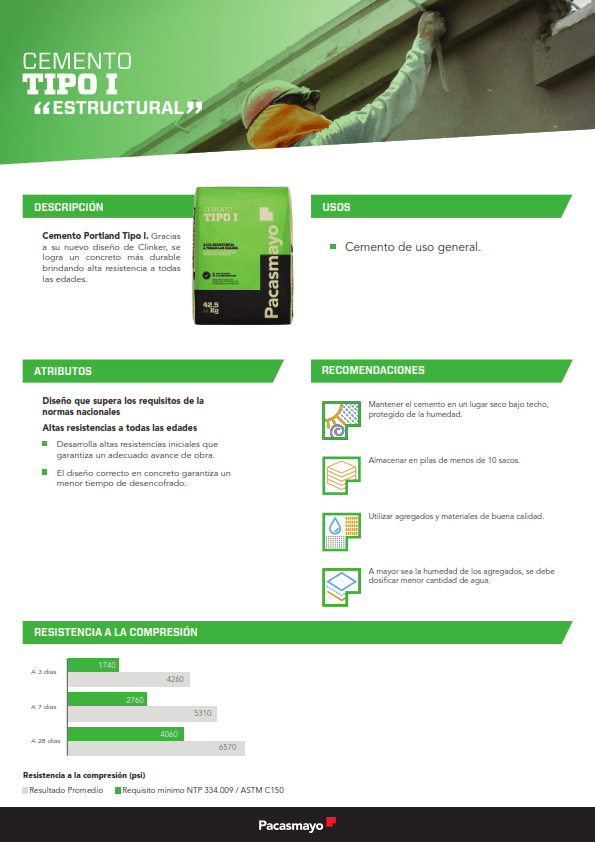 CEMENTO
TIPO I
“ESTRUCTURAL”
DESCRIPCIÓN
Cemento Portland Tipo I. Gracias
a su nuevo diseño de Clinker, se
logra un concreto más durable
brindando alta resistencia a todas
las edades.
CEMENTO
TIPO I
ALTA RESISTENCIA
A TODAS LAS EDADES
Pacasmayo
42.5
Kg
USOS
Cemento de uso general.
ATRIBUTOS
Diseño que supera los requisitos de la
normas nacionales
Altas resistencias a todas las edades
Desarrolla altas resistencias iniciales que
garantiza un adecuado avance de obra.
El diseño correcto en concreto garantiza un
menor tiempo de desencofrado.
RECOMENDACIONES
Mantener el cemento en un lugar seco bajo techo,
protegido de la humedad.
Almacenar en pilas de menos de 10 sacos.
Utilizar agregados y materiales de buena calidad.
A mayor sea la humedad de los agregados, se debe
dosificar menor cantidad de agua.
RESISTENCIA A LA COMPRESIÓN
A 3 días
1740
4260
A 7 días
2760
5310
A 28 días
4060
6570
Resistencia a la compresión (psi)
Resultado Promedio
Requisito mínimo NTP 334.009 / ASTM C150
Pacasmayo